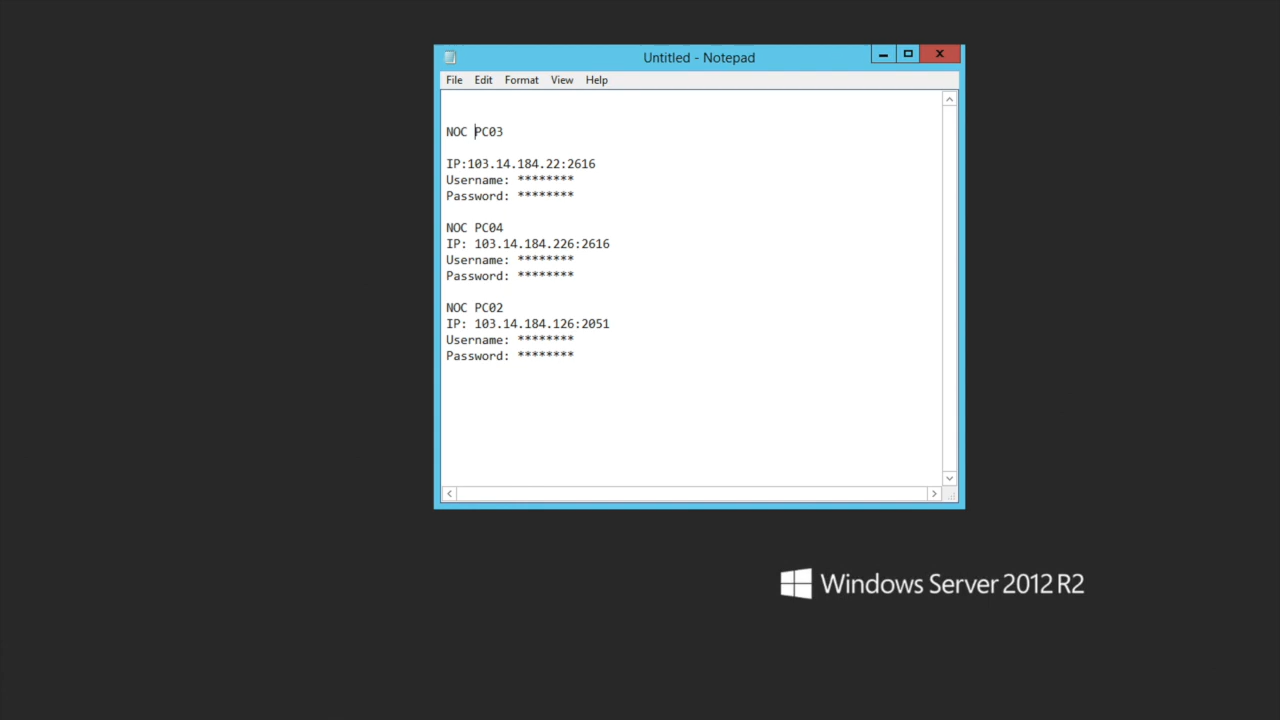 Untitled - Notepad
File Edit Format View Help
NOC PC03
IP:103.14.184.22:2616
Username: ********
Password: ********
NOC PC04
IP: 103.14.184.226:2616
Username: ********
Password: ********
NOC PC02
IP: 103.14.184.126:2051
Username: ********
Password: ********
Windows Server 2012 R2